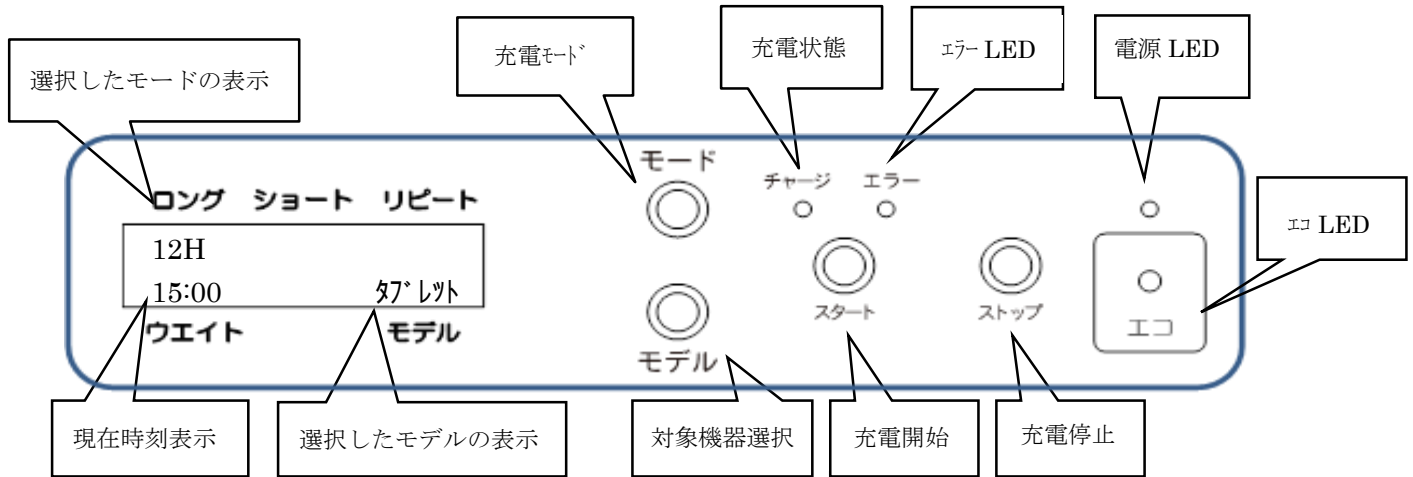 充電ﾓｰﾄﾞ
充電状態
ｴﾗｰ LED
電源 LED
選択したモードの表示
モード
チャージ エラー
ロング ショート リピート
12H
15:00 ﾀﾌﾞﾚｯﾄ
ウエイト モデル
スタート
ストップ
エコ
ｴｺ LED
モデル
現在時刻表示
選択したモデルの表示
対象機器選択
充電開始
充電停止